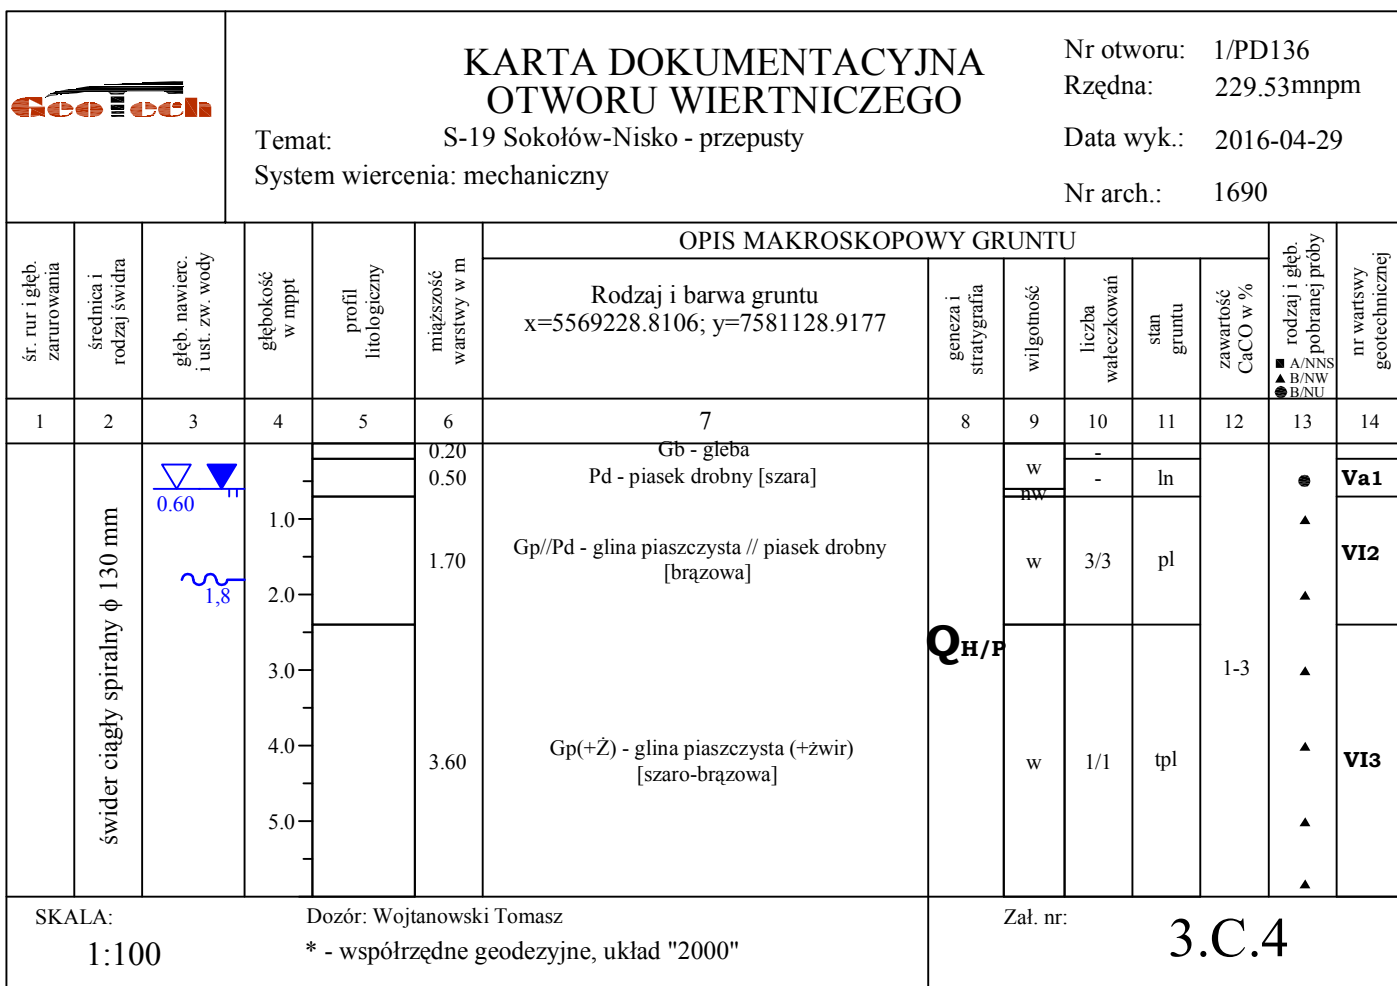 GeoTech
KARTA DOKUMENTACYJNA
OTWORU WIERTNICZEGO
Temat: S-19 Sokołów-Nisko - przepusty
System wiercenia: mechaniczny
Nr otworu: 1/PD136
Rzędna: 229.53mnpm
Data wyk.: 2016-04-29
Nr arch.: 1690
śr. rur i głęb.
zarurowania
średnica i
rodzaj świdra
głęb. nawierc.
i ust. zw. wody
głębokość
w mppt
profil
litologiczny
miąższość
warstwy w m
OPIS MAKROSKOPOWY GRUNTU
Rodzaj i barwa gruntu
x=5569228.8106; y=7581128.9177
geneza i
stratygrafia
wilgotność
liczba
wałeczkowań
stan
gruntu
zawartość
CaCO w %
rodzaj i głęb.
pobranej próby
■ A/NNS
▲ B/NW
● B/NU
nr wartswy
geotechnicznej
1 2 3 4 5 6 7 8 9 10 11 12 13 14
0.20 Gb - gleba -
0.50 Pd - piasek drobny [szara] w - ln Va1
nw
0.60
1.0
1.70 Gp//Pd - glina piaszczysta // piasek drobny
[brązowa] w 3/3 pl VI2
1,8
2.0
świder ciągły spiralny ϕ 130 mm
QH/P
3.0
1-3
4.0
3.60 Gp(+Ż) - glina piaszczysta (+żwir)
[szaro-brązowa] w 1/1 tpl VI3
5.0
SKALA:
1:100
Dozór: Wojtanowski Tomasz
* - współrzędne geodezyjne, układ "2000"
Zał. nr:
3.C.4